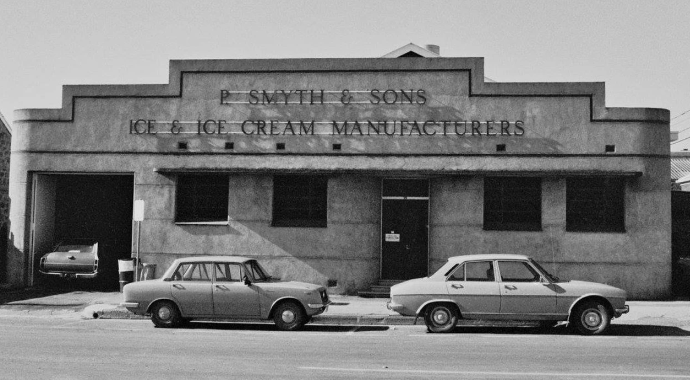 P. SMYTH & SONS
ICE & ICE CREAM MANUFACTURERS